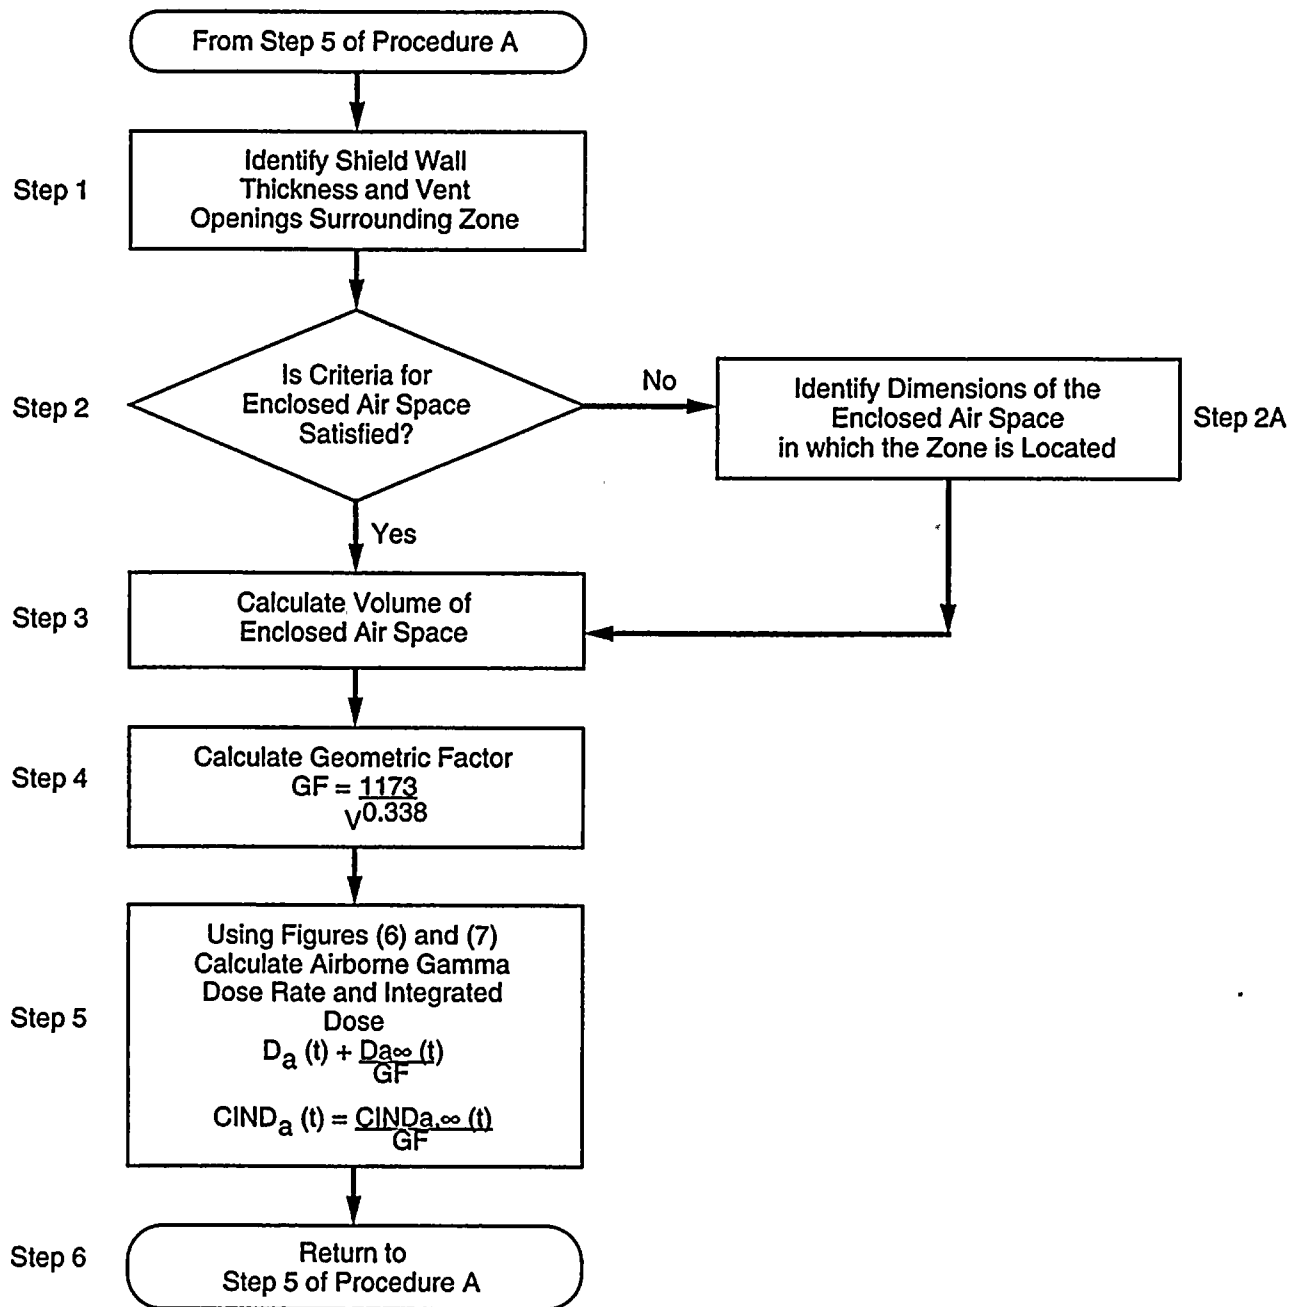 From Step 5 of Procedure A
Step 1
Identify Shield Wall
Thickness and Vent
Openings Surrounding Zone
Step 2
Is Criteria for
Enclosed Air Space
Satisfied?
No
Identify Dimensions of the
Enclosed Air Space
in which the Zone is Located
Step 2A
Yes
Step 3
Calculate Volume of
Enclosed Air Space
Step 4
Calculate Geometric Factor
GF = 1173
V0.338
Step 5
Using Figures (6) and (7)
Calculate Airborne Gamma
Dose Rate and Integrated
Dose
Da (t) + Da∞ (t)
GF
CINDa (t) = CINDa,∞ (t)
GF
Step 6
Return to
Step 5 of Procedure A